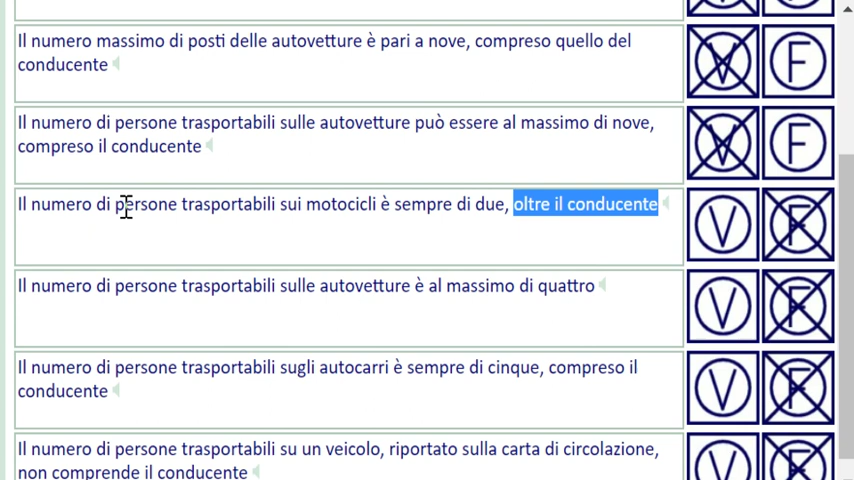 Il numero massimo di posti delle autovetture è pari a nove, compreso quello del
conducente
V F
Il numero di persone trasportabili sulle autovetture può essere al massimo di nove,
compreso il conducente
V F
Il numero di persone trasportabili sui motocicli è sempre di due, oltre il conducente
V F
Il numero di persone trasportabili sulle autovetture è al massimo di quattro
V F
Il numero di persone trasportabili sugli autocarri è sempre di cinque, compreso il
conducente
V F
Il numero di persone trasportabili su un veicolo, riportato sulla carta di circolazione,
non comprende il conducente
V F